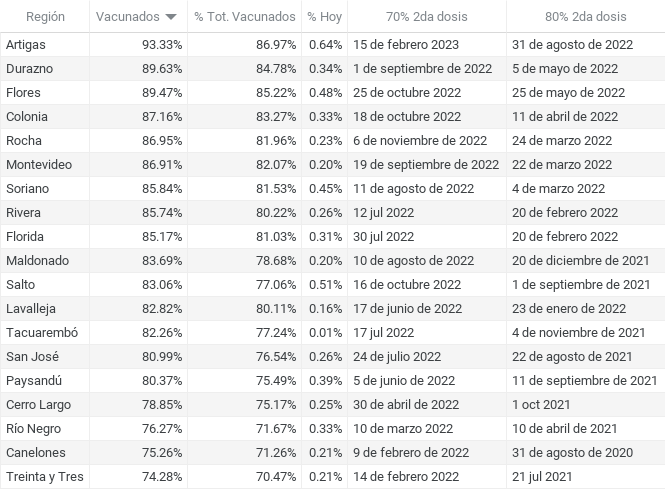 Región Vacunados % Tot. Vacunados % Hoy 70% 2da dosis 80% 2da dosis
Artigas 93.33% 86.97% 0.64% 15 de febrero 2023 31 de agosto de 2022
Durazno 89.63% 84.78% 0.34% 1 de septiembre de 2022 5 de mayo de 2022
Flores 89.47% 85.22% 0.48% 25 de octubre 2022 25 de mayo de 2022
Colonia 87.16% 83.27% 0.33% 18 de octubre 2022 11 de abril de 2022
Rocha 86.95% 81.96% 0.23% 6 de noviembre de 2022 24 de marzo 2022
Montevideo 86.91% 82.07% 0.20% 19 de septiembre de 2022 22 de marzo 2022
Soriano 85.84% 81.53% 0.45% 11 de agosto de 2022 4 de marzo 2022
Rivera 85.74% 80.22% 0.26% 12 jul 2022 20 de febrero 2022
Florida 85.17% 81.03% 0.31% 30 jul 2022 20 de febrero 2022
Maldonado 83.69% 78.68% 0.20% 10 de agosto de 2022 20 de diciembre de 2021
Salto 83.06% 77.06% 0.51% 16 de octubre 2022 1 de septiembre de 2021
Lavalleja 82.82% 80.11% 0.16% 17 de junio de 2022 23 de enero de 2022
Tacuarembó 82.26% 77.24% 0.01% 17 jul 2022 4 de noviembre de 2021
San José 80.99% 76.54% 0.26% 24 de julio 2022 22 de agosto de 2021
Paysandú 80.37% 75.49% 0.39% 5 de junio de 2022 11 de septiembre de 2021
Cerro Largo 78.85% 75.17% 0.25% 30 de abril de 2022 1 oct 2021
Río Negro 76.27% 71.67% 0.33% 10 de marzo 2022 10 de abril de 2021
Canelones 75.26% 71.26% 0.21% 9 de febrero de 2022 31 de agosto de 2020
Treinta y Tres 74.28% 70.47% 0.21% 14 de febrero 2022 21 jul 2021